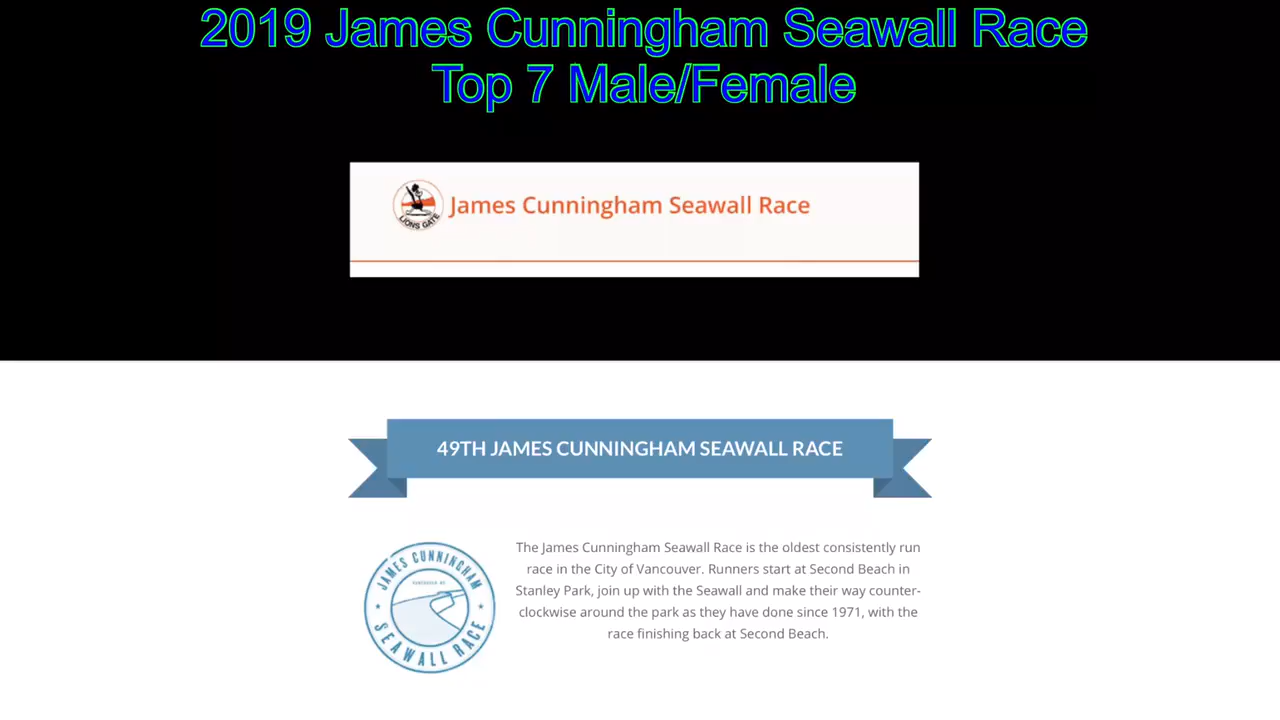 2019 James Cunningham Seawall Race
Top 7 Male/Female
LIONS GATE
James Cunningham Seawall Race
49TH JAMES CUNNINGHAM SEAWALL RACE
JAMES CUNNINGHAM
SEAWALL RACE
The James Cunningham Seawall Race is the oldest consistently run
race in the City of Vancouver. Runners start at Second Beach in
Stanley Park, join up with the Seawall and make their way counter-
clockwise around the park as they have done since 1971, with the
race finishing back at Second Beach.